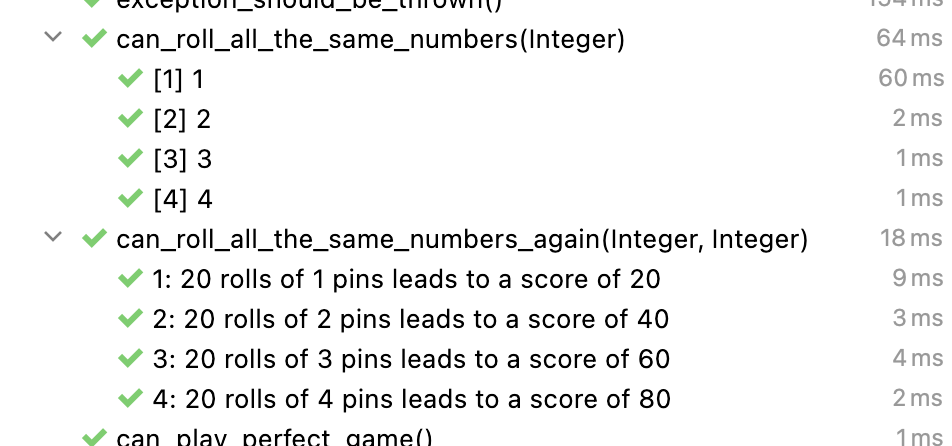 exception_should_be_thrown() 154 ms
can_roll_all_the_same_numbers(Integer) 64 ms
[1] 1 60 ms
[2] 2 2 ms
[3] 3 1 ms
[4] 4 1 ms
can_roll_all_the_same_numbers_again(Integer, Integer) 18 ms
1: 20 rolls of 1 pins leads to a score of 20 9 ms
2: 20 rolls of 2 pins leads to a score of 40 3 ms
3: 20 rolls of 3 pins leads to a score of 60 4 ms
4: 20 rolls of 4 pins leads to a score of 80 2 ms
can_play_perfect_game() 1 ms